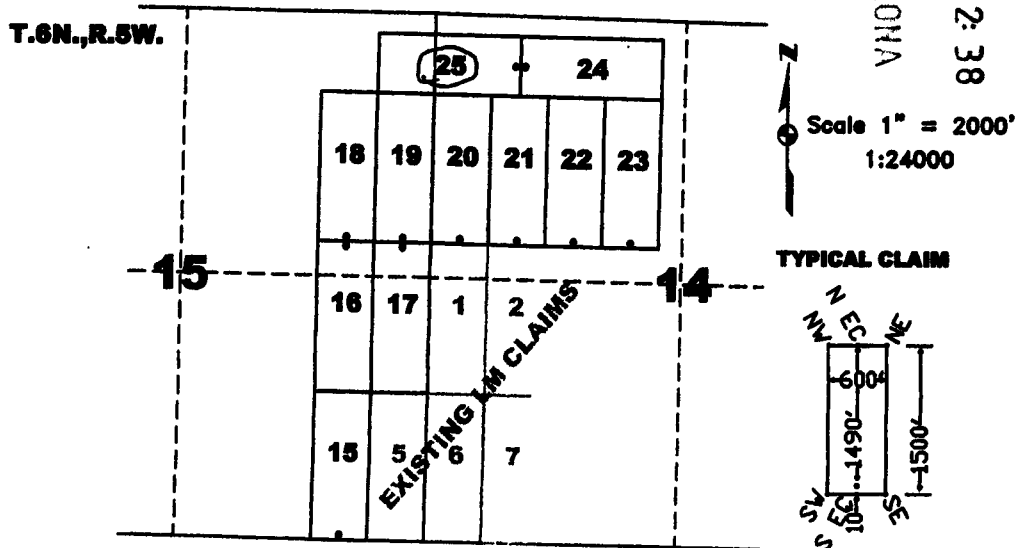 T.6N.,R.5W.
2: 38
ONA
25
24
Scale 1" = 2000'
1:24000
18 19 20 21 22 23
TYPICAL CLAIM
15
14
16 17 1 2
N EC
NW
NE
600'
1490'
1500'
15 5 6 7
EXISTING LM CLAIMS
SW
S EC
SE
10'